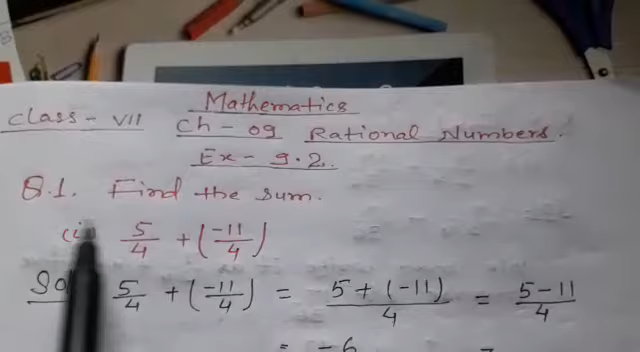 Mathematics
Class - VII Ch - 09 Rational Numbers.
Ex - 9.2.
Q.1. Find the sum.
(i) 5/4 + (-11/4)
5/4 + (-11/4) = 5 + (-11)/4 = 5 - 11/4
= -6